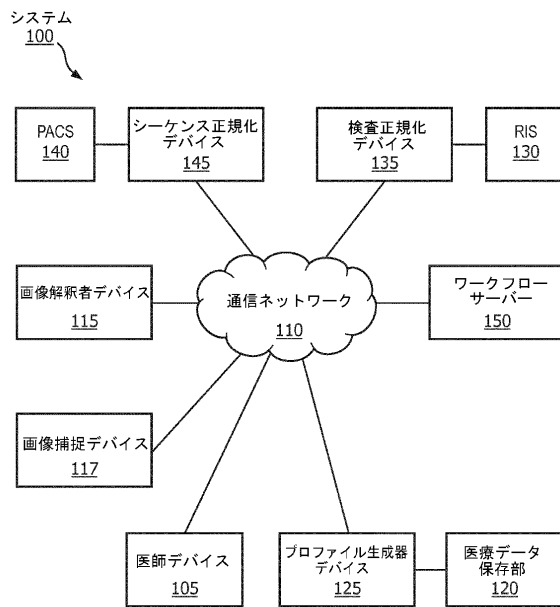 システム
100
PACS
140
シーケンス正規化
デバイス
145
検査正規化
デバイス
135
RIS
130
画像解釈者デバイス
115
通信ネットワーク
110
ワークフロー
サーバー
150
画像捕捉デバイス
117
医師デバイス
105
プロファイル生成器
デバイス
125
医療データ
保存部
120